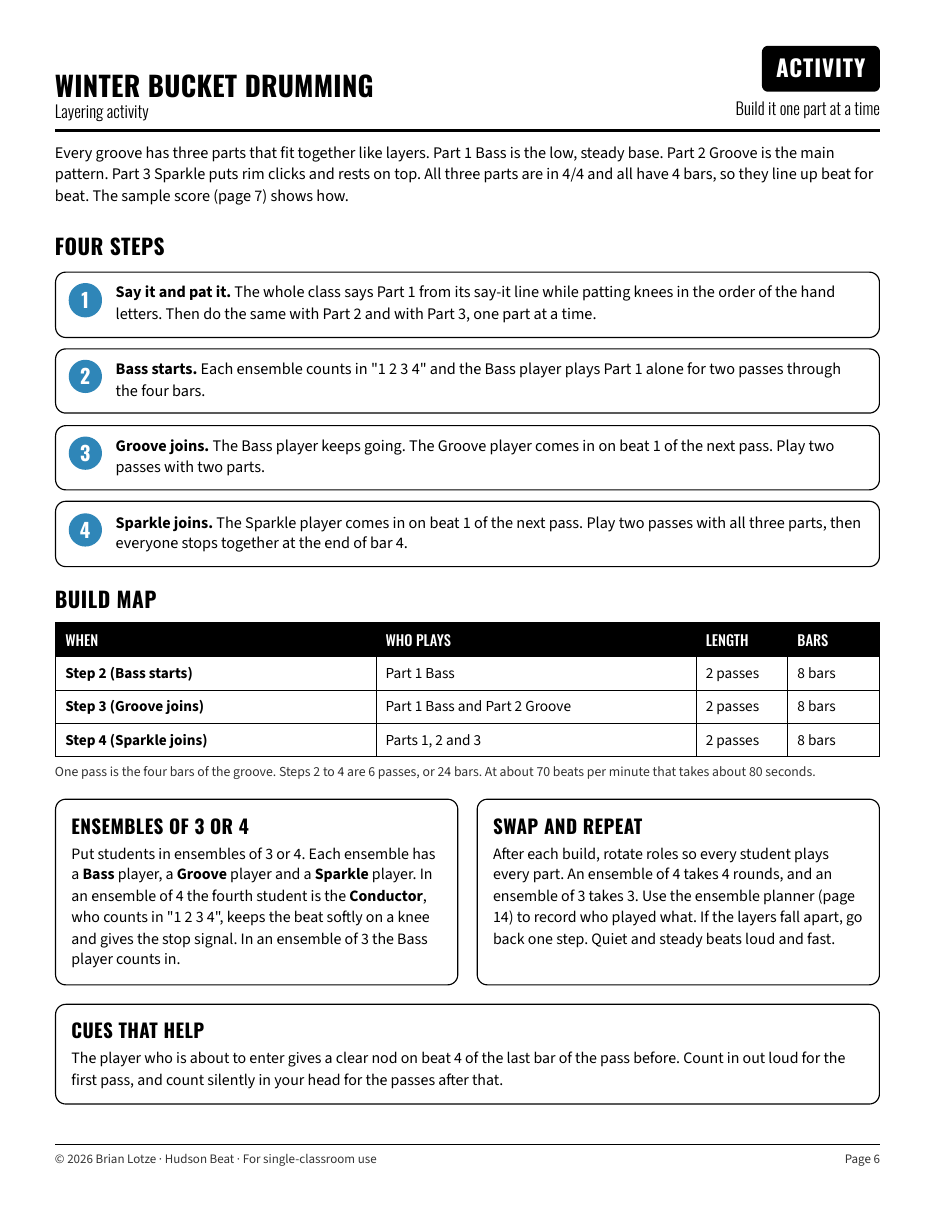 WINTER BUCKET DRUMMING
Layering activity
ACTIVITY
Build it one part at a time
Every groove has three parts that fit together like layers. Part 1 Bass is the low, steady base. Part 2 Groove is the main
pattern. Part 3 Sparkle puts rim clicks and rests on top. All three parts are in 4/4 and all have 4 bars, so they line up beat for
beat. The sample score (page 7) shows how.
FOUR STEPS
1
Say it and pat it. The whole class says Part 1 from its say-it line while patting knees in the order of the hand
letters. Then do the same with Part 2 and with Part 3, one part at a time.
2
Bass starts. Each ensemble counts in "1 2 3 4" and the Bass player plays Part 1 alone for two passes through
the four bars.
3
Groove joins. The Bass player keeps going. The Groove player comes in on beat 1 of the next pass. Play two
passes with two parts.
4
Sparkle joins. The Sparkle player comes in on beat 1 of the next pass. Play two passes with all three parts, then
everyone stops together at the end of bar 4.
BUILD MAP
WHEN WHO PLAYS LENGTH BARS
Step 2 (Bass starts) Part 1 Bass 2 passes 8 bars
Step 3 (Groove joins) Part 1 Bass and Part 2 Groove 2 passes 8 bars
Step 4 (Sparkle joins) Parts 1, 2 and 3 2 passes 8 bars
One pass is the four bars of the groove. Steps 2 to 4 are 6 passes, or 24 bars. At about 70 beats per minute that takes about 80 seconds.
ENSEMBLES OF 3 OR 4
Put students in ensembles of 3 or 4. Each ensemble has
a Bass player, a Groove player and a Sparkle player. In
an ensemble of 4 the fourth student is the Conductor,
who counts in "1 2 3 4", keeps the beat softly on a knee
and gives the stop signal. In an ensemble of 3 the Bass
player counts in.
SWAP AND REPEAT
After each build, rotate roles so every student plays
every part. An ensemble of 4 takes 4 rounds, and an
ensemble of 3 takes 3. Use the ensemble planner (page
14) to record who played what. If the layers fall apart, go
back one step. Quiet and steady beats loud and fast.
CUES THAT HELP
The player who is about to enter gives a clear nod on beat 4 of the last bar of the pass before. Count in out loud for the
first pass, and count silently in your head for the passes after that.
© 2026 Brian Lotze · Hudson Beat · For single-classroom use
Page 6